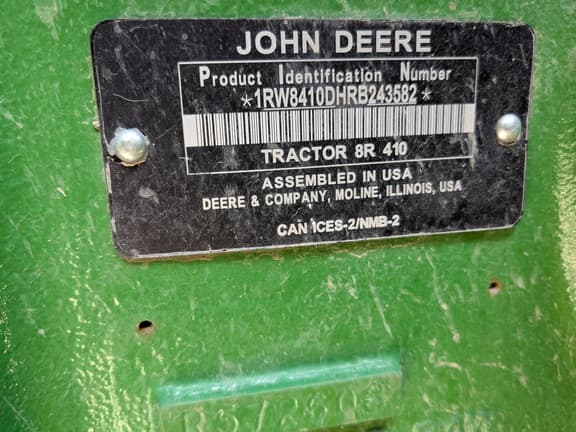 JOHN DEERE
Product Identification Number
*1RW8410DHRB243582*
TRACTOR 8R 410
ASSEMBLED IN USA
DEERE & COMPANY, MOLINE, ILLINOIS, USA
CAN ICES-2/NMB-2